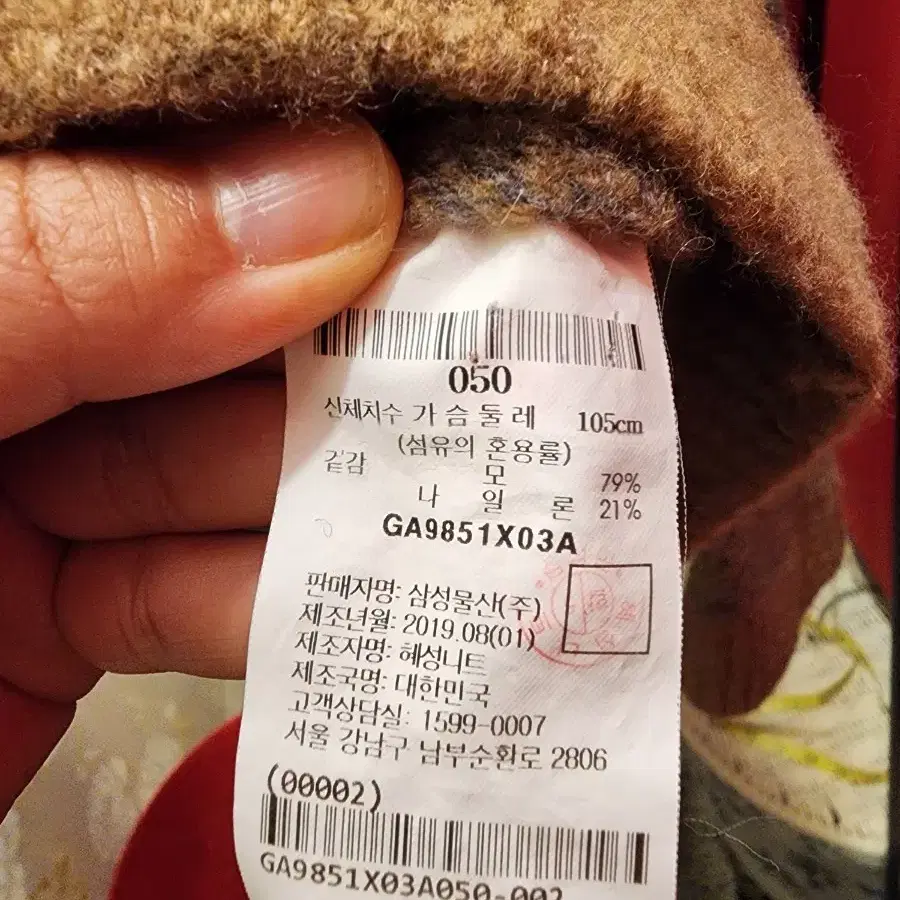 050
신체치수 가 슴 둘 레 105cm
(섬유의 혼용률)
겉감 모 79%
나 일 론 21%
GA9851X03A
판매자명: 삼성물산(주)
제조년월: 2019.08(01)
제조자명: 혜성니트
제조국명: 대한민국
고객상담실: 1599-0007
서울 강남구 남부순환로 2806
(00002)
GA9851X03A050-002